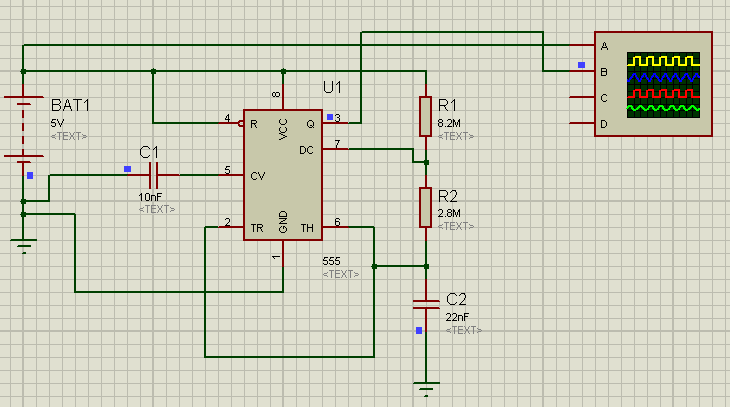 A
B
C
D
BAT1
5V
<TEXT>
C1
10nF
<TEXT>
U1
8
VCC
4
R
Q
3
DC
7
5
CV
2
TR
GND
TH
6
1
555
<TEXT>
R1
8.2M
<TEXT>
R2
2.8M
<TEXT>
C2
22nF
<TEXT>